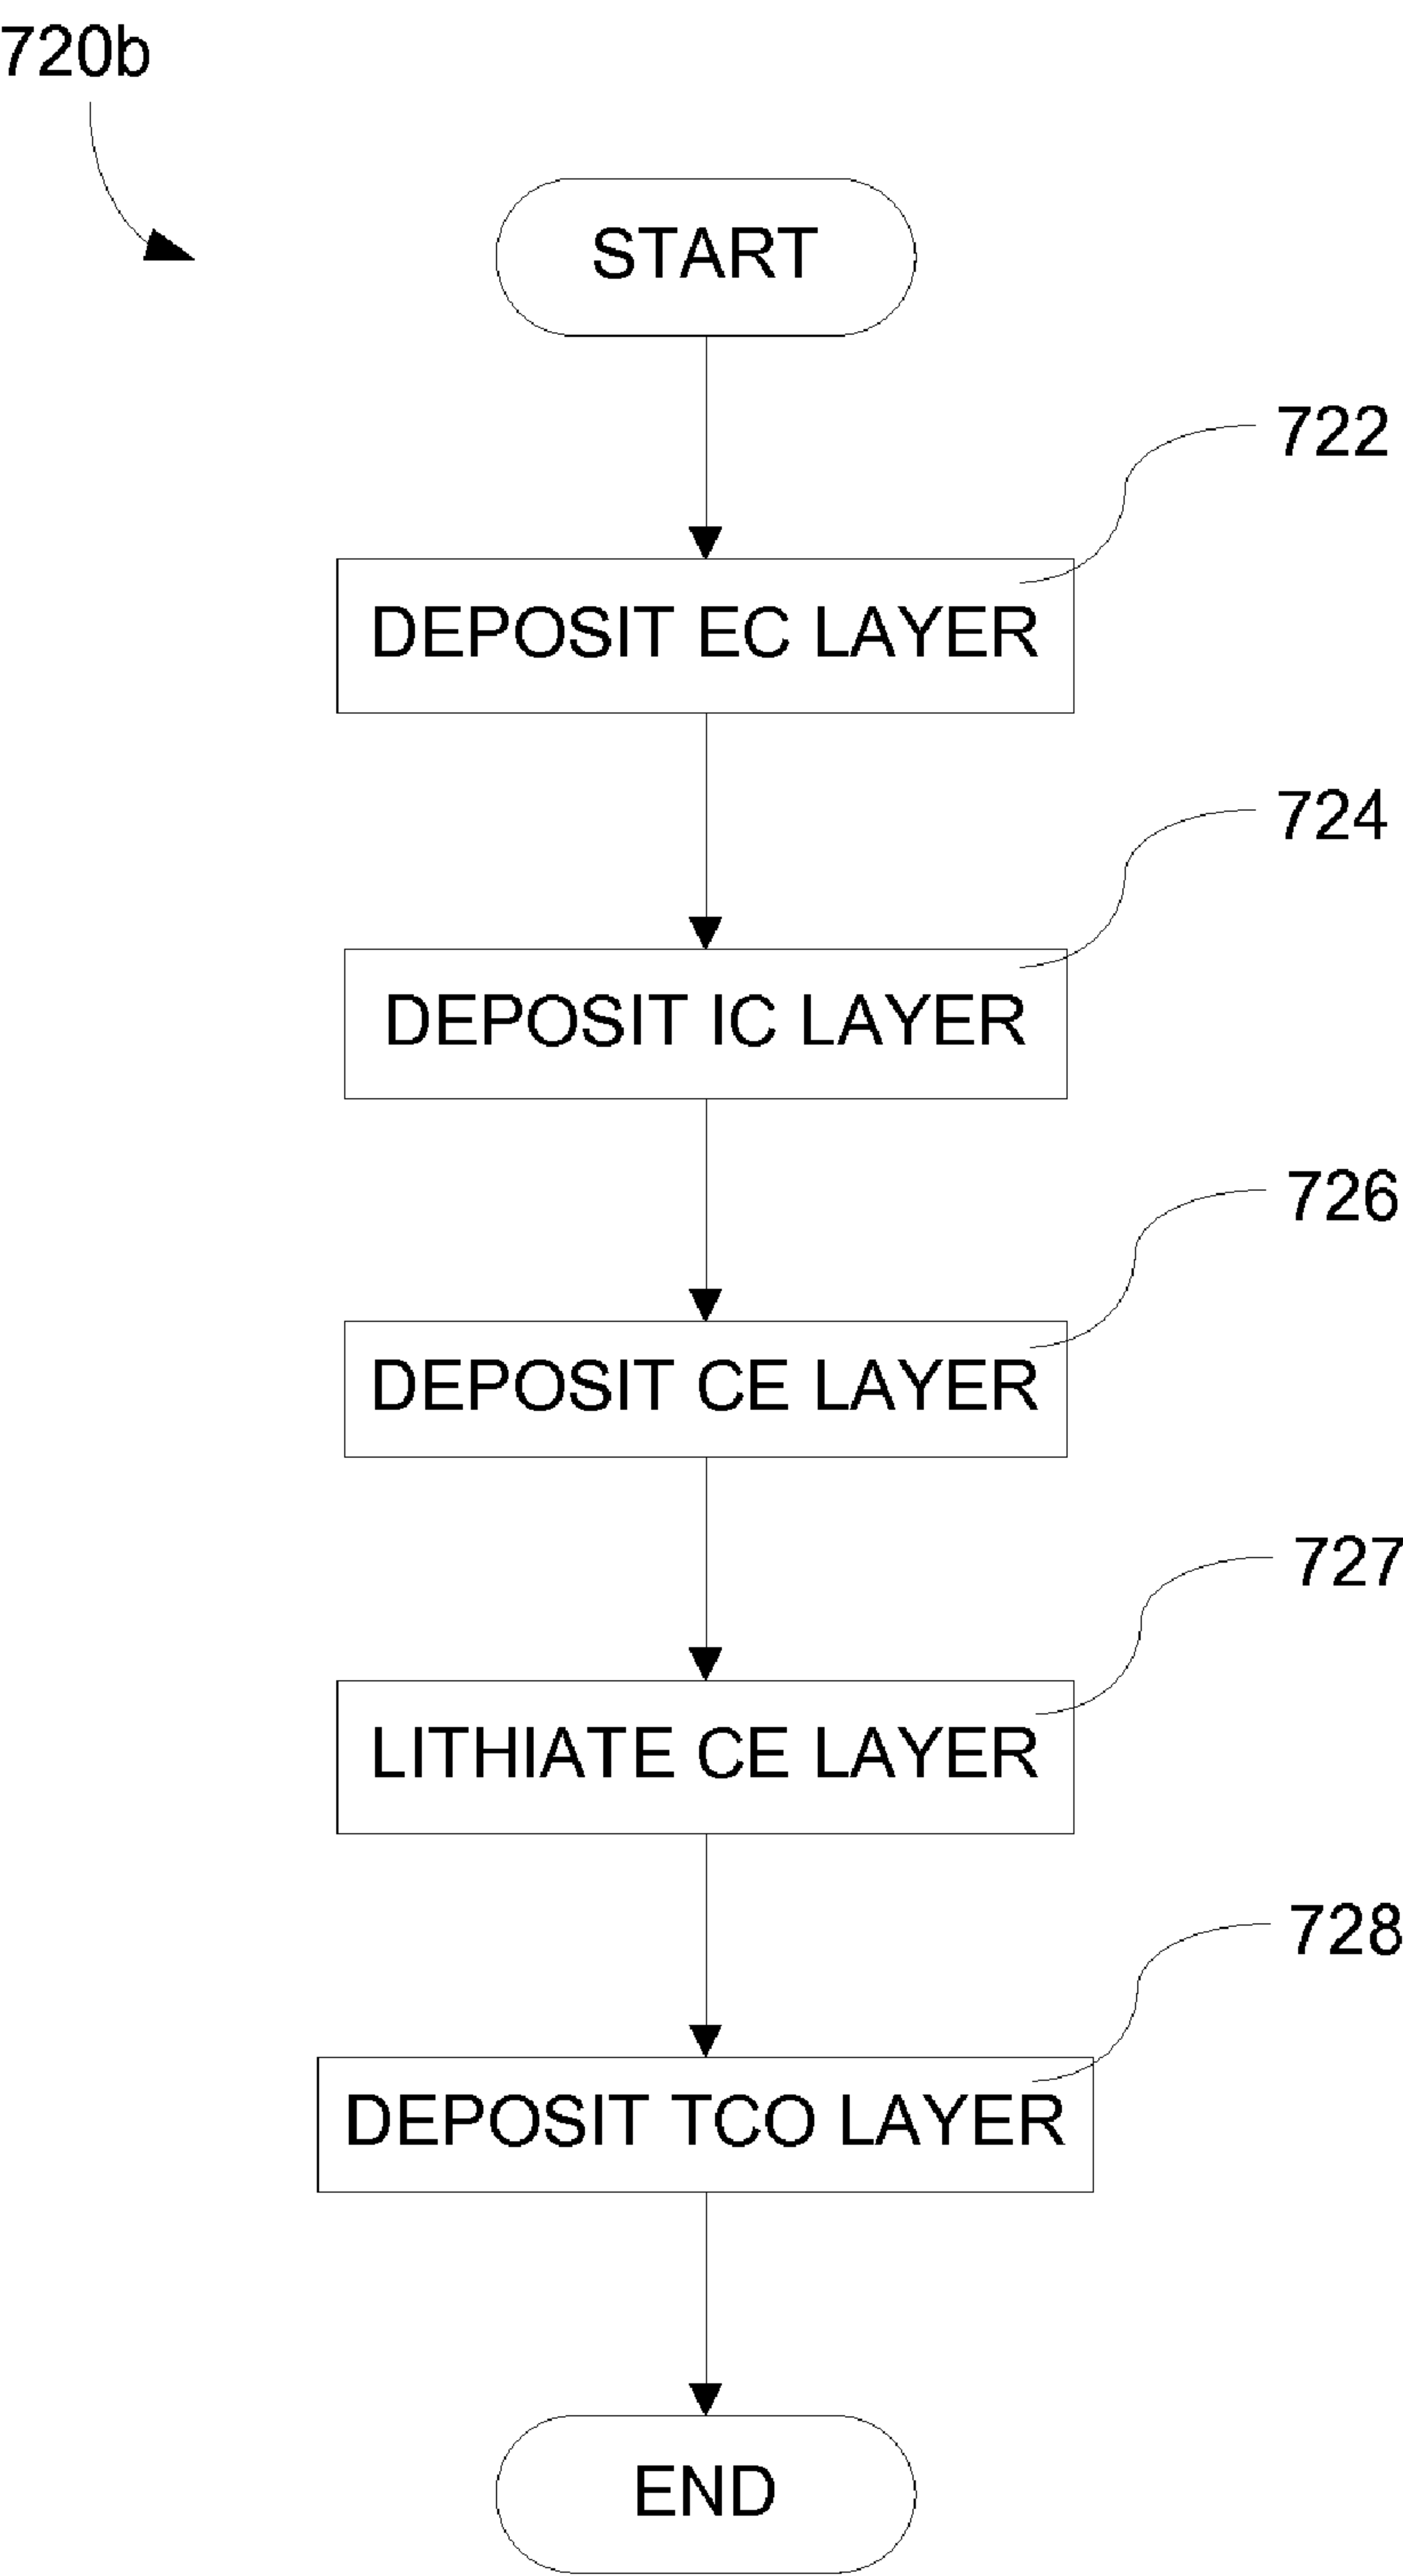 720b
START
722
DEPOSIT EC LAYER
724
DEPOSIT IC LAYER
726
DEPOSIT CE LAYER
727
LITHIATE CE LAYER
728
DEPOSIT TCO LAYER
END